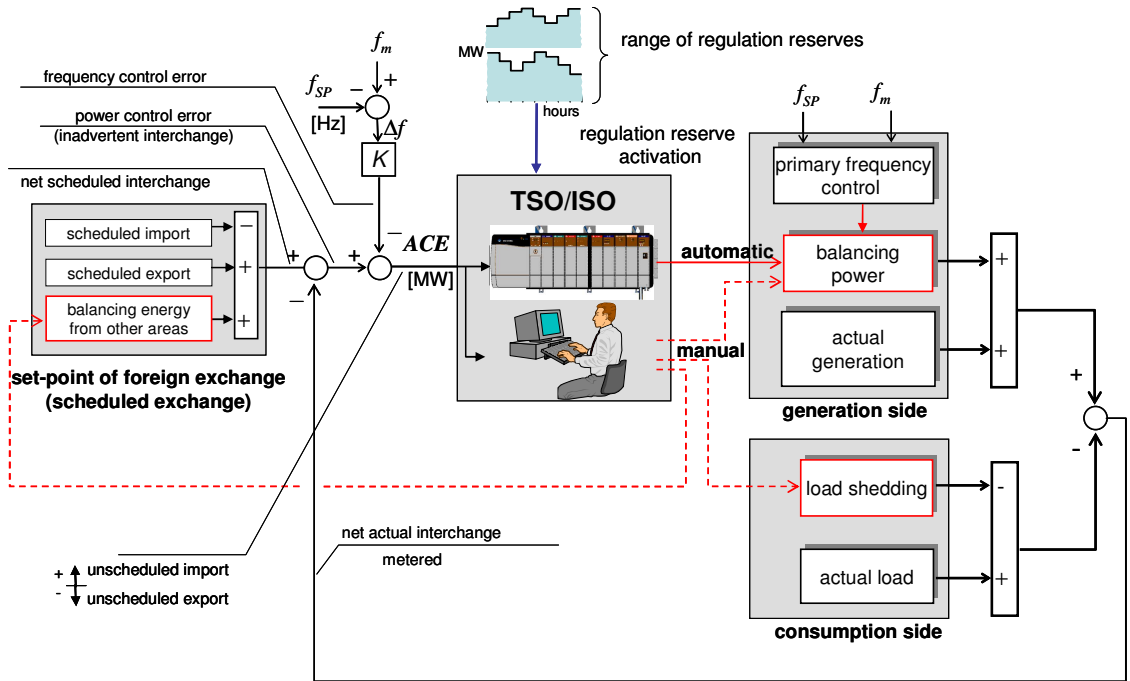 f_m
MW
range of regulation reserves
hours
frequency control error
f_SP
−
+
[Hz]
Δf
K
power control error
(inadvertent interchange)
net scheduled interchange
regulation reserve
activation
f_SP
f_m
primary frequency
control
TSO/ISO
scheduled import
−
scheduled export
+
balancing energy
from other areas
+
+
−
+
−
ACE
[MW]
automatic
balancing
power
+
manual
actual
generation
+
generation side
set-point of foreign exchange
(scheduled exchange)
+
-
load shedding
-
actual load
+
consumption side
net actual interchange
metered
+
-
unscheduled import
unscheduled export